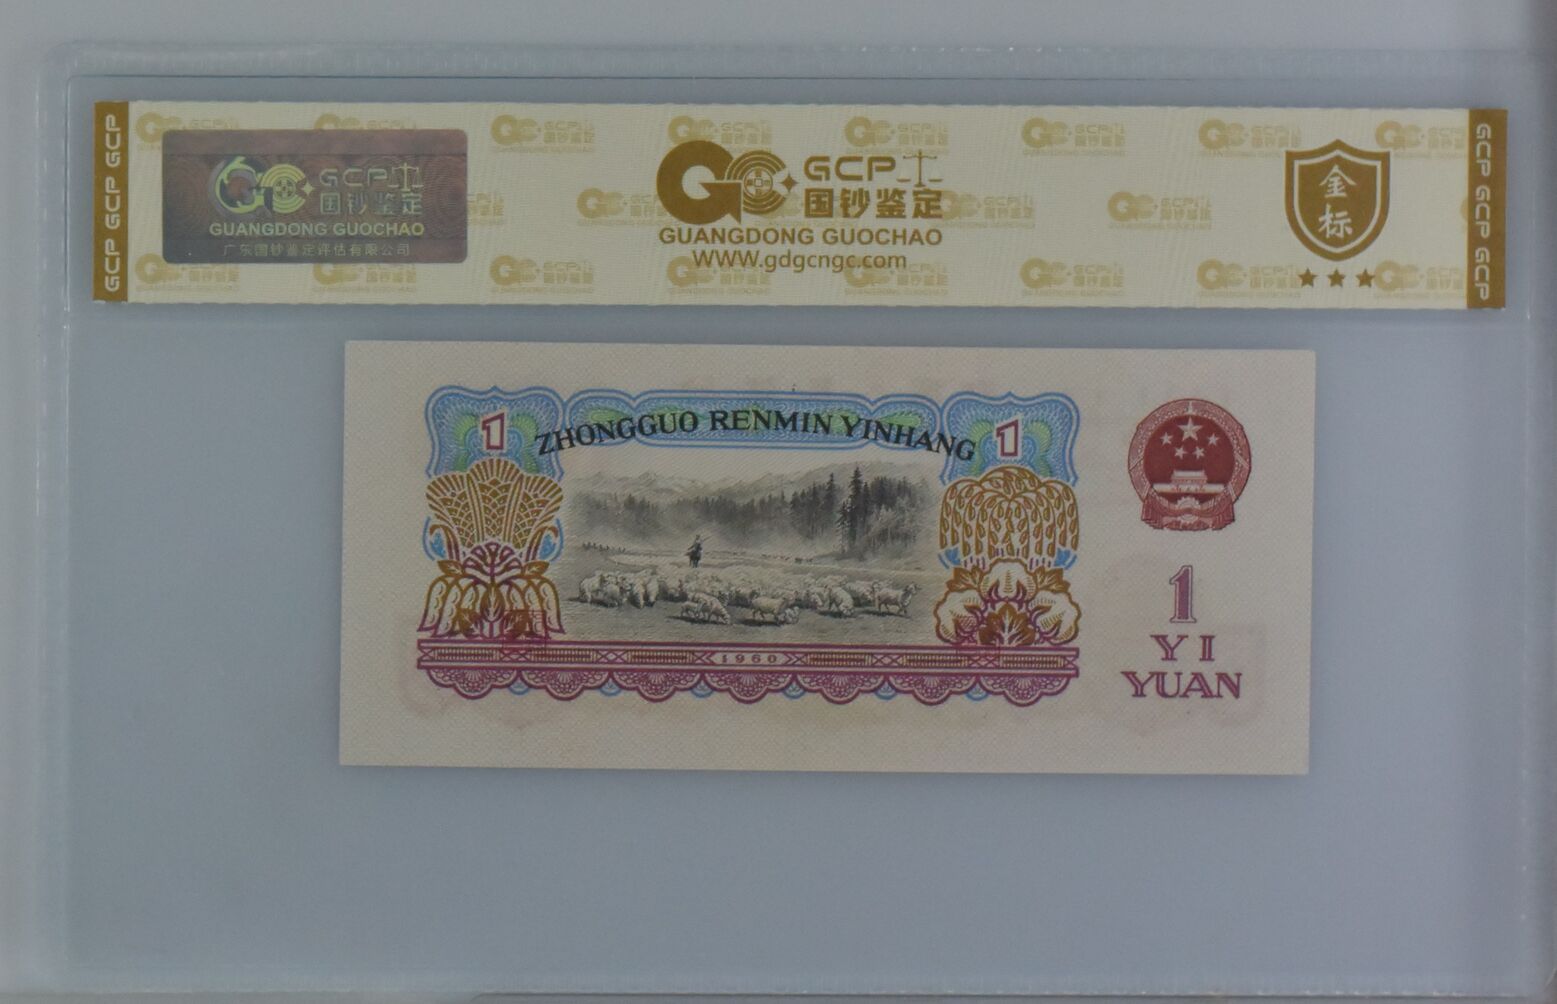 GCP GCP GCP
GCP
国钞鉴定
GUANGDONG GUOCHAO
广东国钞鉴定评估有限公司
GCP
国钞鉴定
GUANGDONG GUOCHAO
WWW.gdgcngc.com
金标
GCP GCP GCP
1
ZHONGGUO RENMIN YINHANG
1
1960
1
YI
YUAN